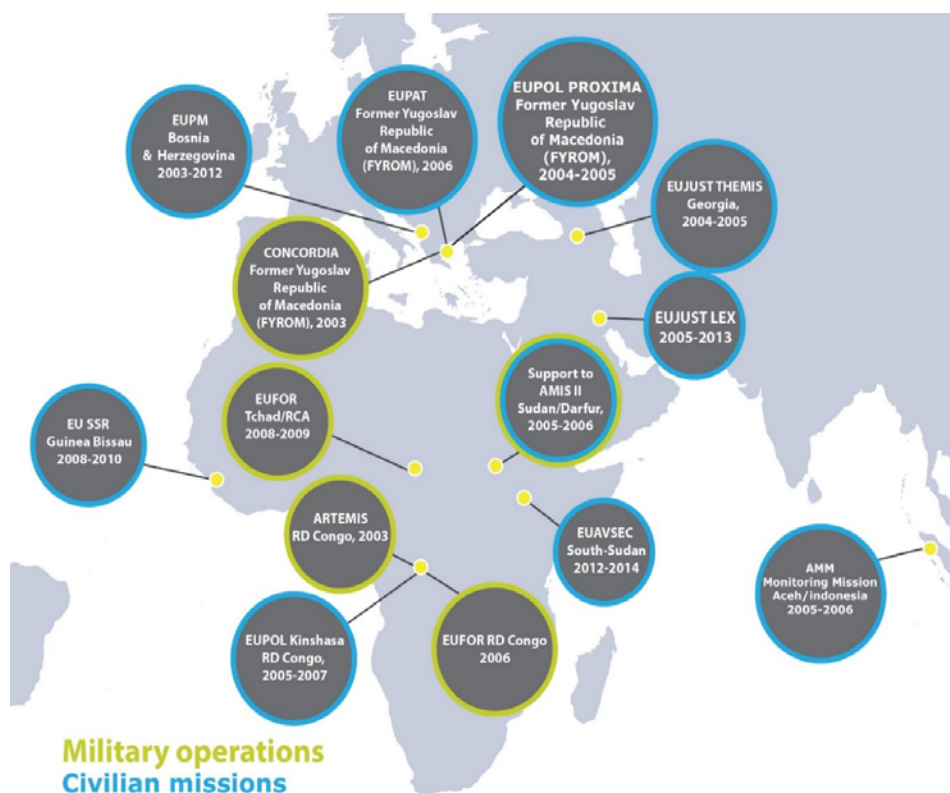 EUPM
Bosnia
& Herzegovina
2003-2012
EUPAT
Former Yugoslav
Republic
of Macedonia
(FYROM), 2006
EUPOL PROXIMA
Former Yugoslav
Republic
of Macedonia
(FYROM),
2004-2005
EUJUST THEMIS
Georgia,
2004-2005
CONCORDIA
Former Yugoslav
Republic
of Macedonia
(FYROM), 2003
EUJUST LEX
2005-2013
EUFOR
Tchad/RCA
2008-2009
Support to
AMIS II
Sudan/Darfur,
2005-2006
EU SSR
Guinea Bissau
2008-2010
ARTEMIS
RD Congo, 2003
EUAVSEC
South-Sudan
2012-2014
AMM
Monitoring Mission
Aceh/Indonesia
2005-2006
EUPOL Kinshasa
RD Congo,
2005-2007
EUFOR RD Congo
2006
Military operations
Civilian missions